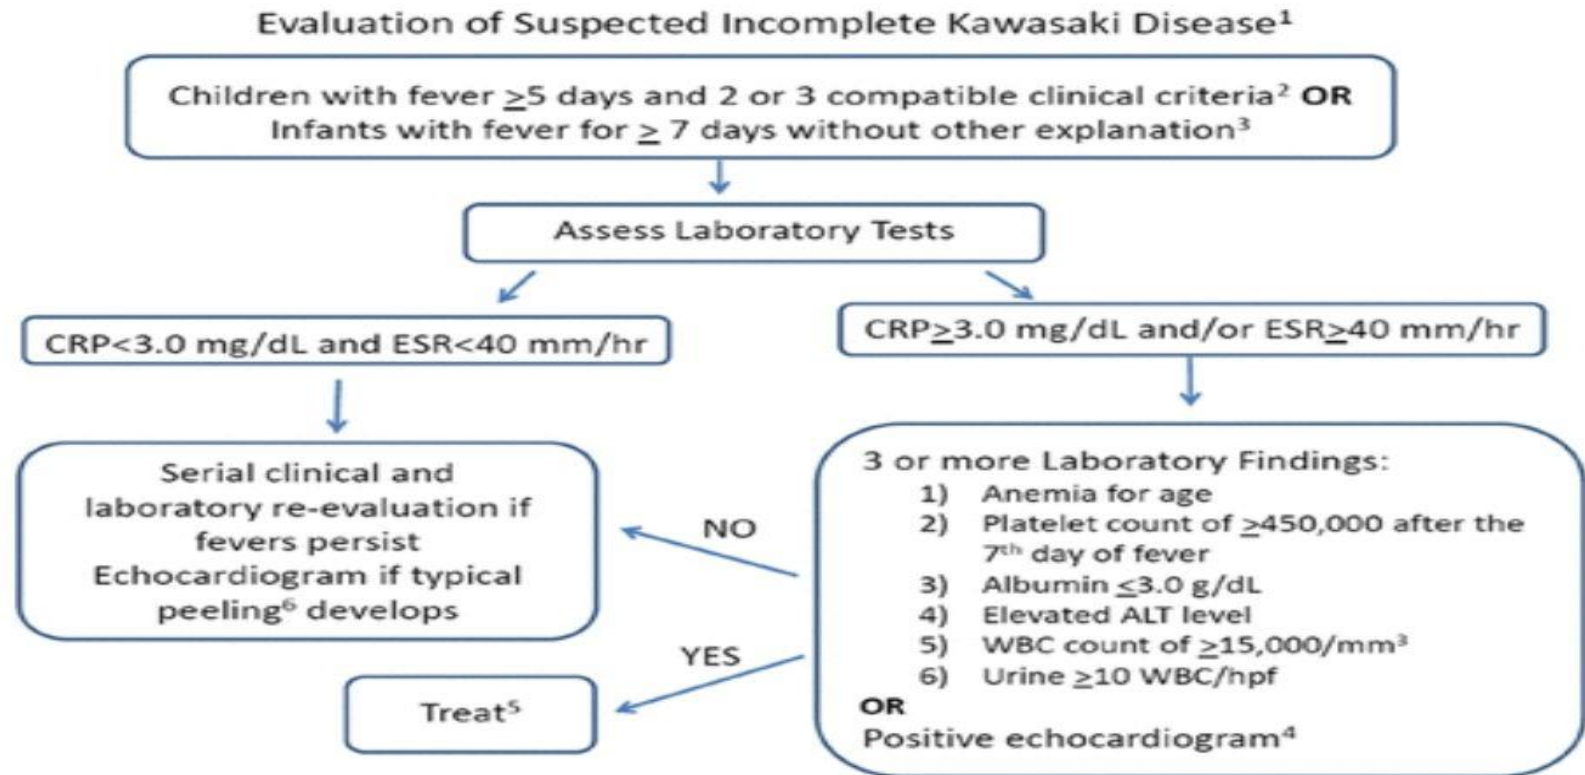 Evaluation of Suspected Incomplete Kawasaki Disease¹
Children with fever ≥5 days and 2 or 3 compatible clinical criteria² OR
Infants with fever for ≥ 7 days without other explanation³
Assess Laboratory Tests
CRP<3.0 mg/dL and ESR<40 mm/hr
CRP≥3.0 mg/dL and/or ESR≥40 mm/hr
Serial clinical and
laboratory re-evaluation if
fevers persist
Echocardiogram if typical
peeling⁶ develops
NO
YES
Treat⁵
3 or more Laboratory Findings:
1) Anemia for age
2) Platelet count of ≥450,000 after the
7th day of fever
3) Albumin ≤3.0 g/dL
4) Elevated ALT level
5) WBC count of ≥15,000/mm³
6) Urine ≥10 WBC/hpf
OR
Positive echocardiogram⁴